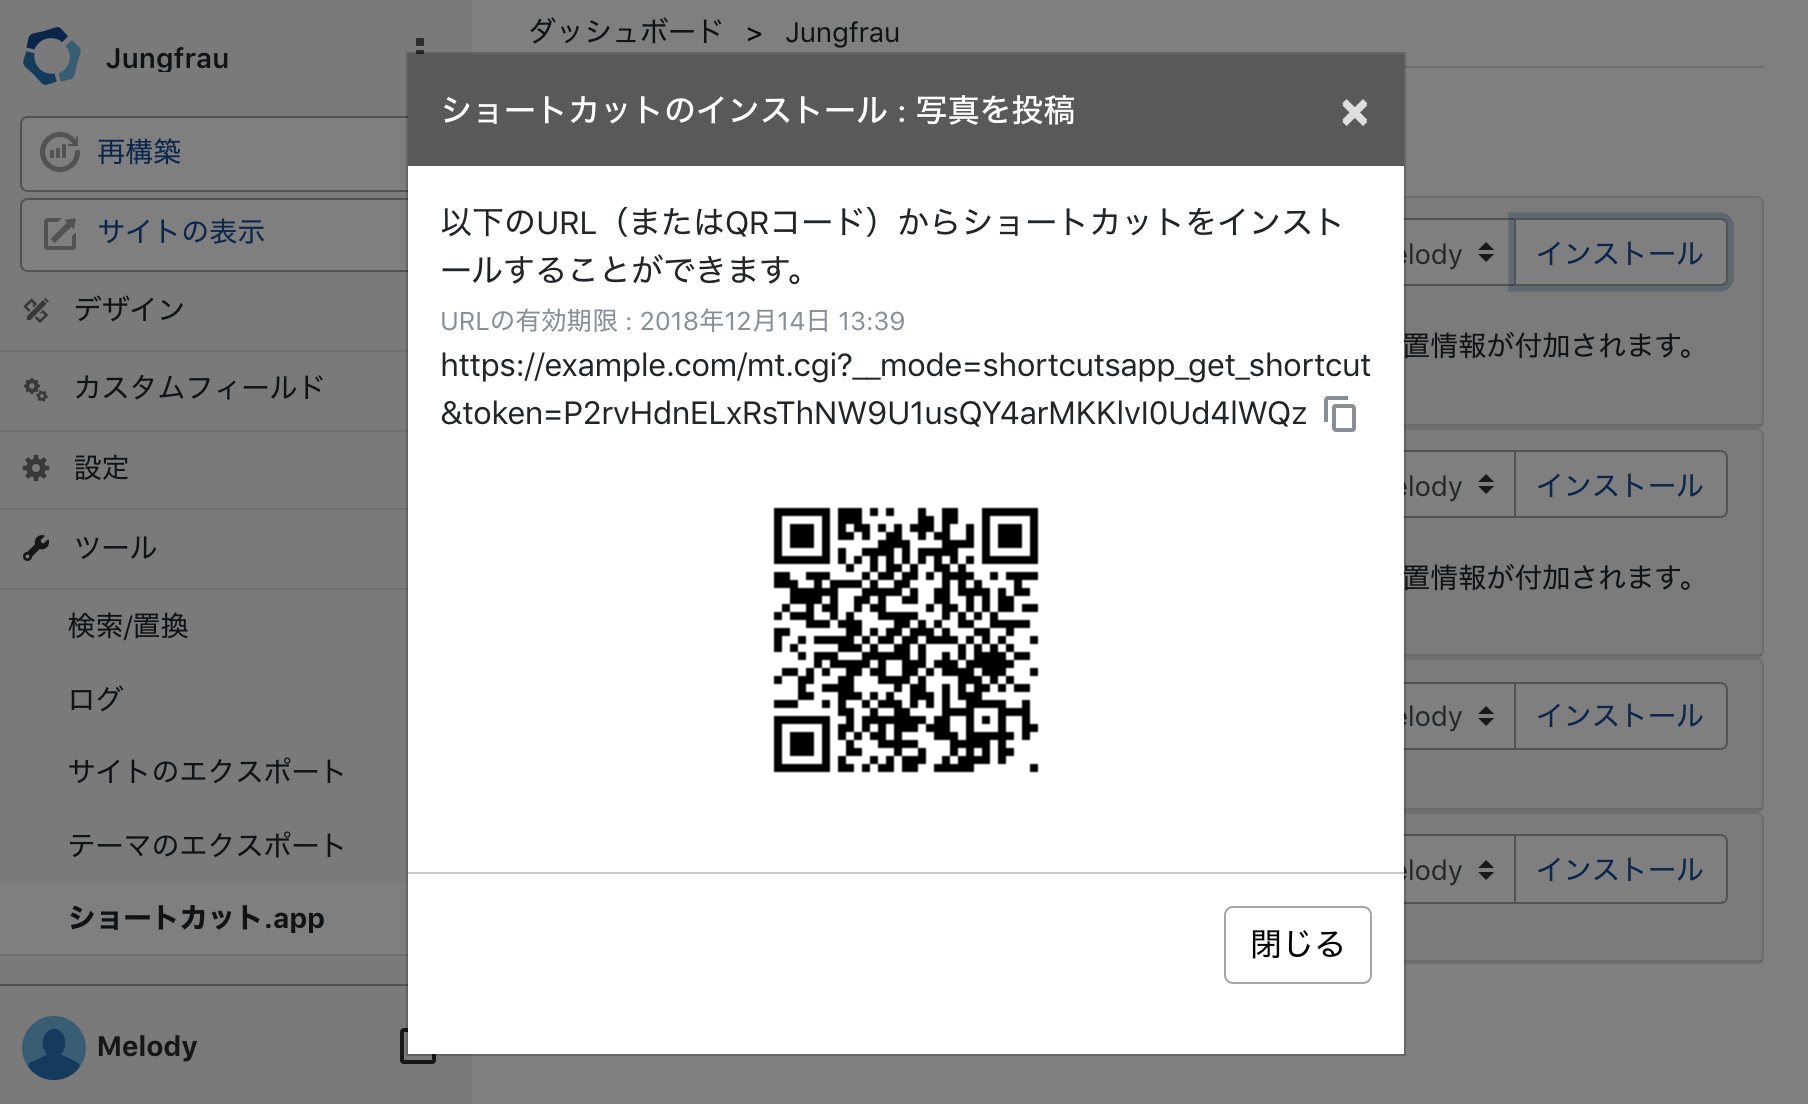 Jungfrau
再構築
サイトの表示
デザイン
カスタムフィールド
設定
ツール
検索/置換
ログ
サイトのエクスポート
テーマのエクスポート
ショートカット.app
Melody
ダッシュボード > Jungfrau
ショートカットのインストール : 写真を投稿
以下のURL（またはQRコード）からショートカットをインスト
ールすることができます。
URLの有効期限 : 2018年12月14日 13:39
https://example.com/mt.cgi?__mode=shortcutsapp_get_shortcut
&token=P2rvHdnELxRsThNW9U1usQY4arMKKlvI0Ud4lWQz
閉じる
elody インストール
置情報が付加されます。
elody インストール
置情報が付加されます。
elody インストール
elody インストール